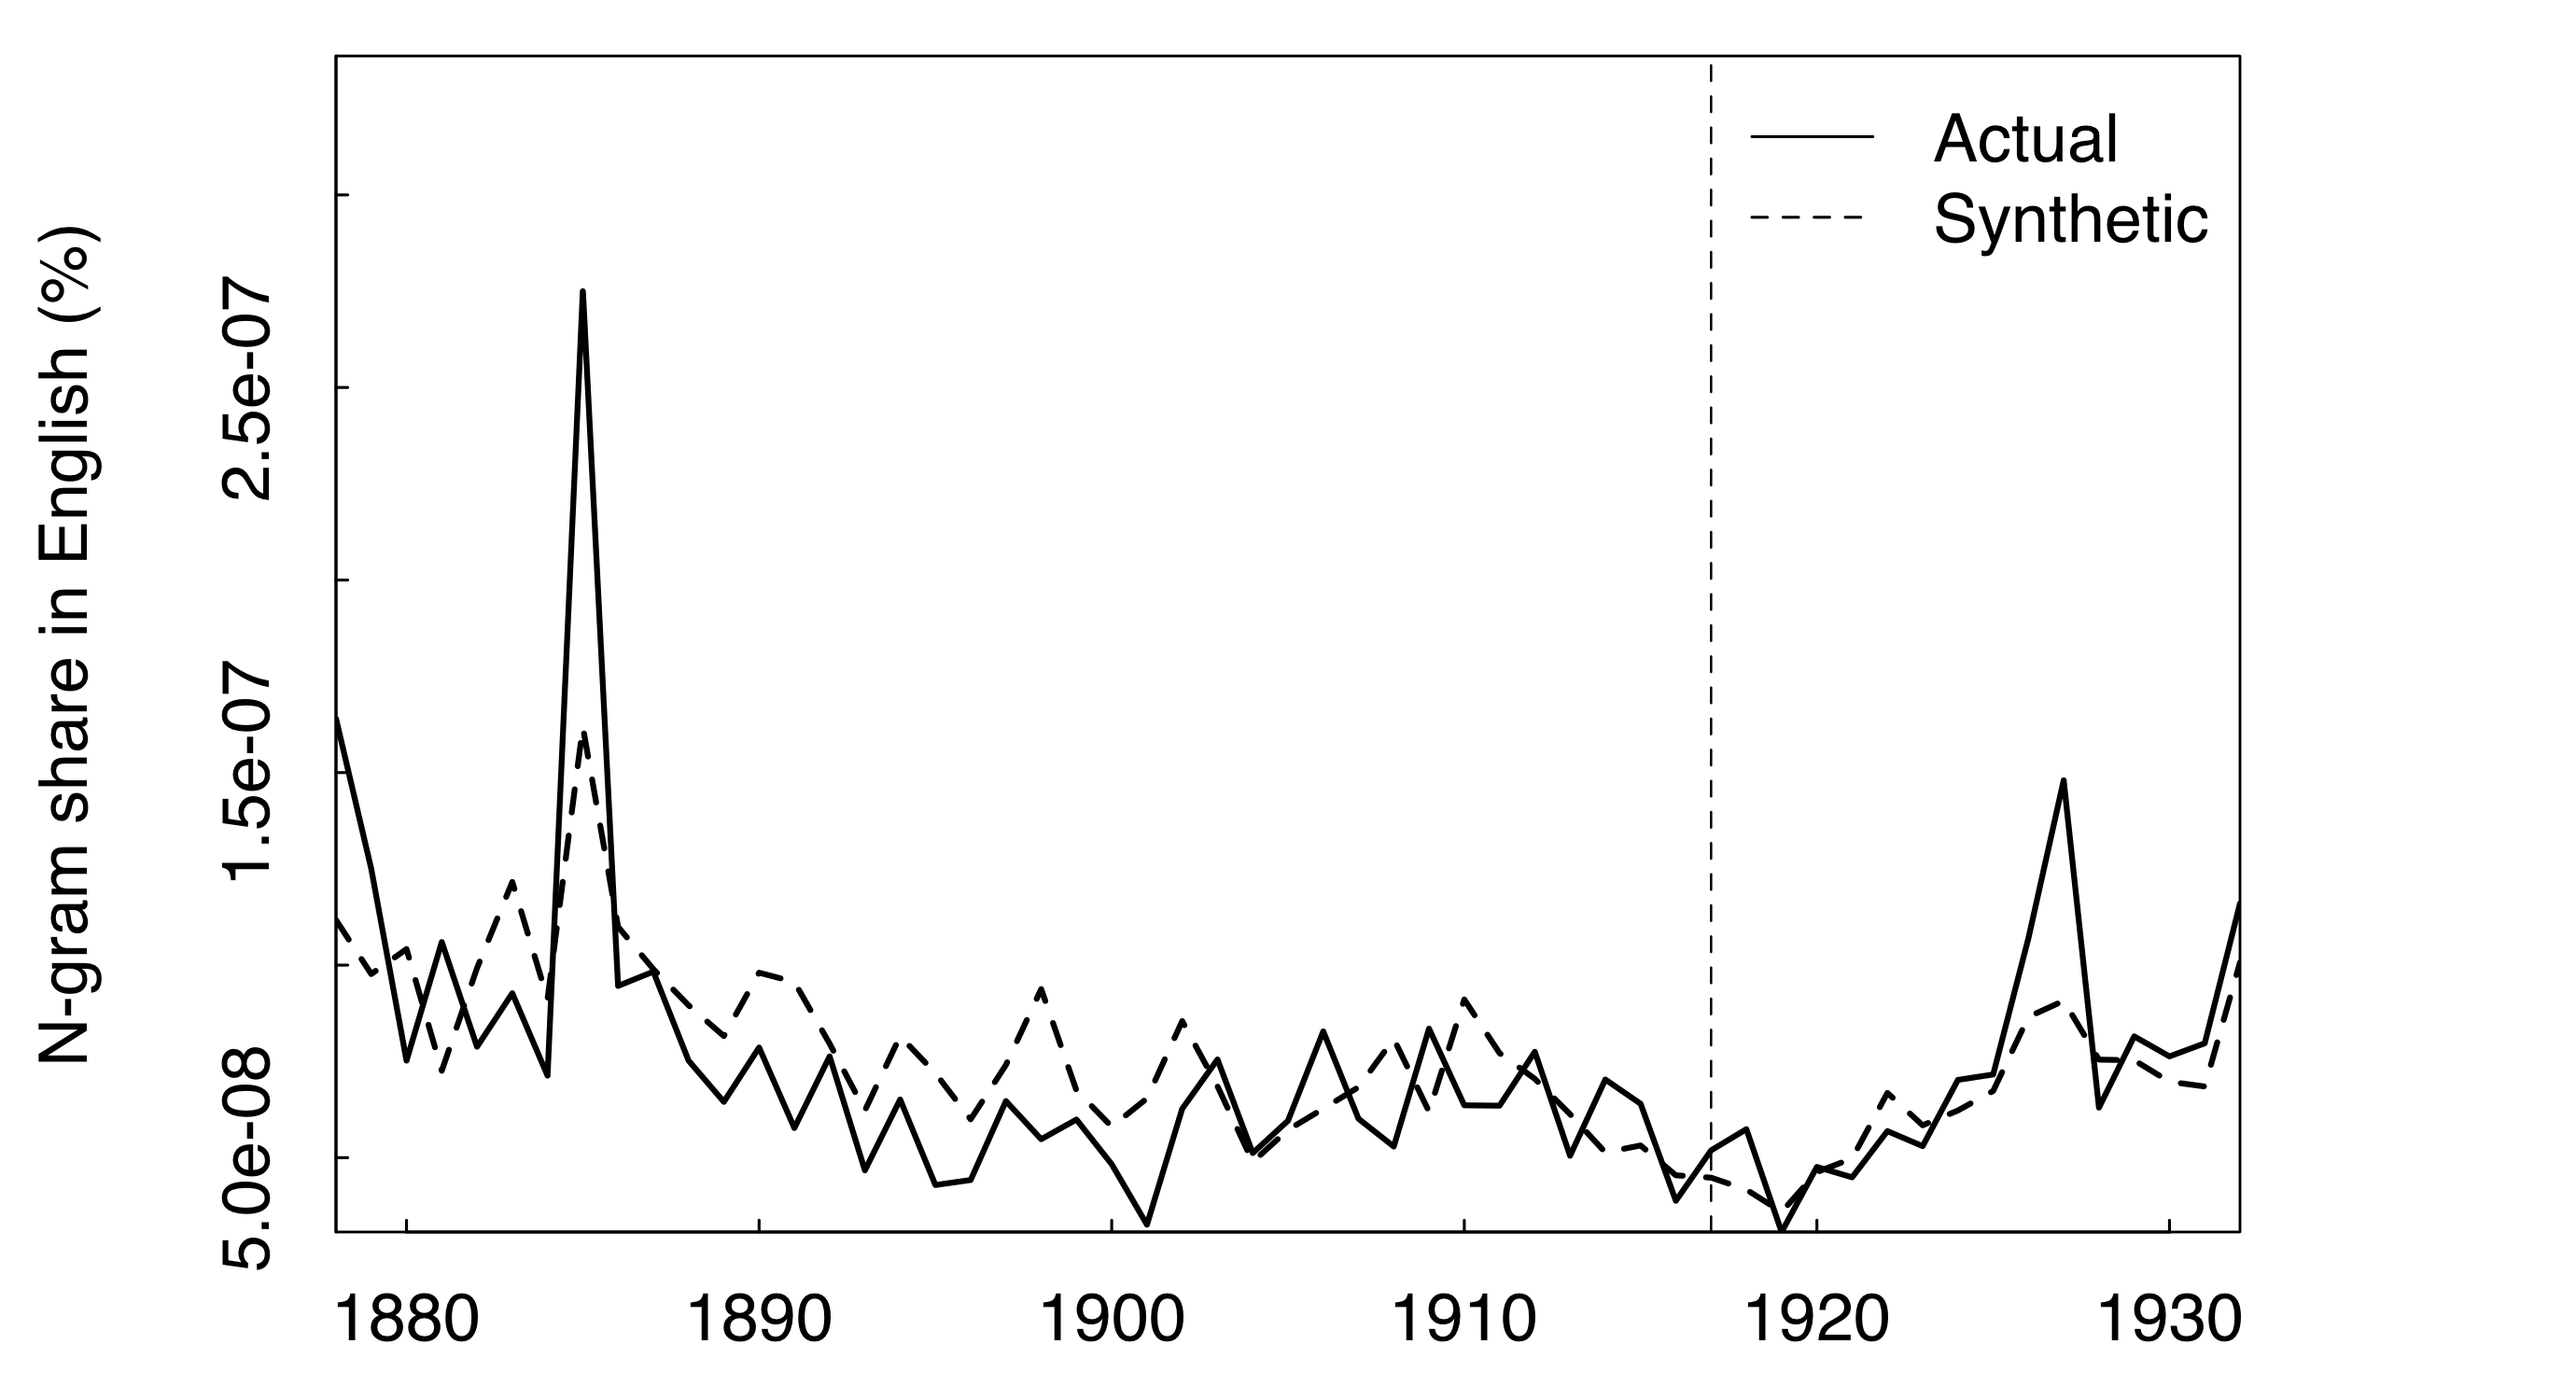 Actual
Synthetic
N-gram share in English (%)
2.5e-07
1.5e-07
5.0e-08
1880 1890 1900 1910 1920 1930